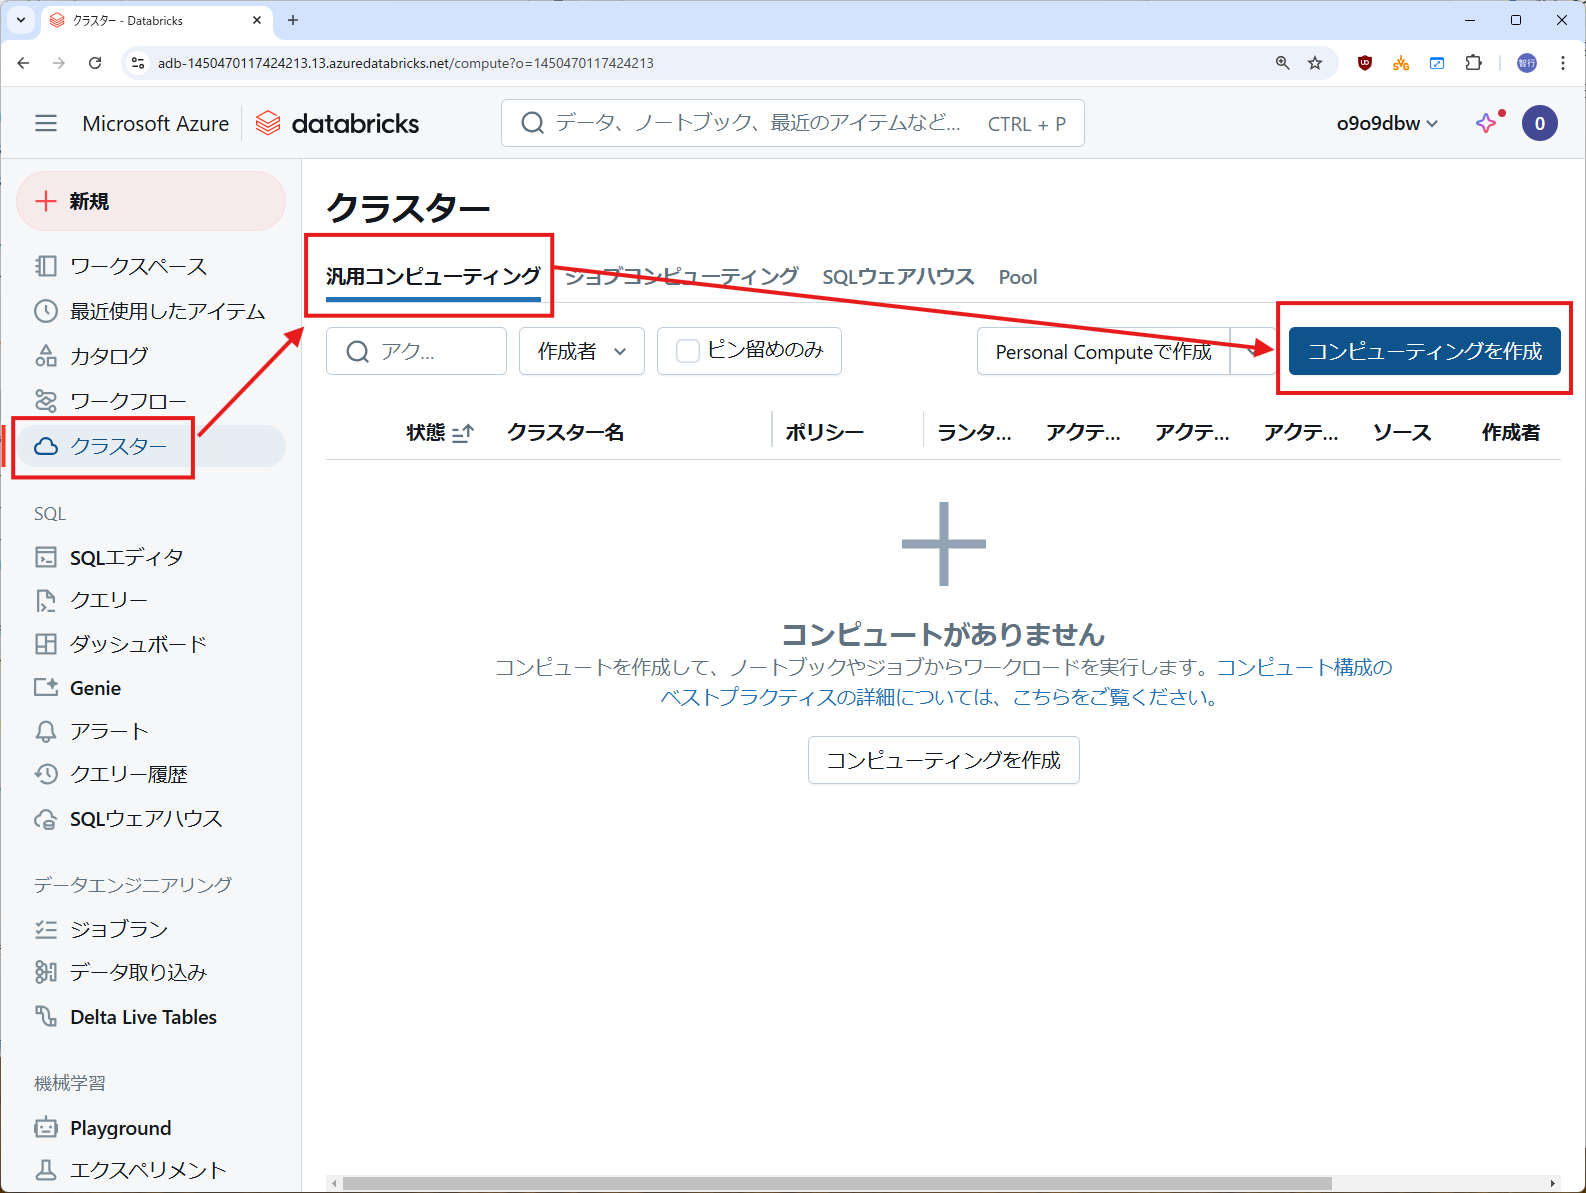 クラスター - Databricks
adb-1450470117424213.13.azuredatabricks.net/compute?o=1450470117424213
智行
Microsoft Azure
databricks
データ、ノートブック、最近のアイテムなど...
CTRL + P
o9o9dbw
O
新規
ワークスペース
最近使用したアイテム
カタログ
ワークフロー
クラスター
SQL
SQLエディタ
クエリー
ダッシュボード
Genie
アラート
クエリー履歴
SQLウェアハウス
データエンジニアリング
ジョブラン
データ取り込み
Delta Live Tables
機械学習
Playground
エクスペリメント
クラスター
汎用コンピューティング
ジョブコンピューティング
SQLウェアハウス
Pool
アク...
作成者
ピン留めのみ
Personal Computeで作成
コンピューティングを作成
状態
クラスター名
ポリシー
ランタ...
アクテ...
アクテ...
アクテ...
ソース
作成者
コンピュートがありません
コンピュートを作成して、ノートブックやジョブからワークロードを実行します。コンピュート構成の
ベストプラクティスの詳細については、こちらをご覧ください。
コンピューティングを作成